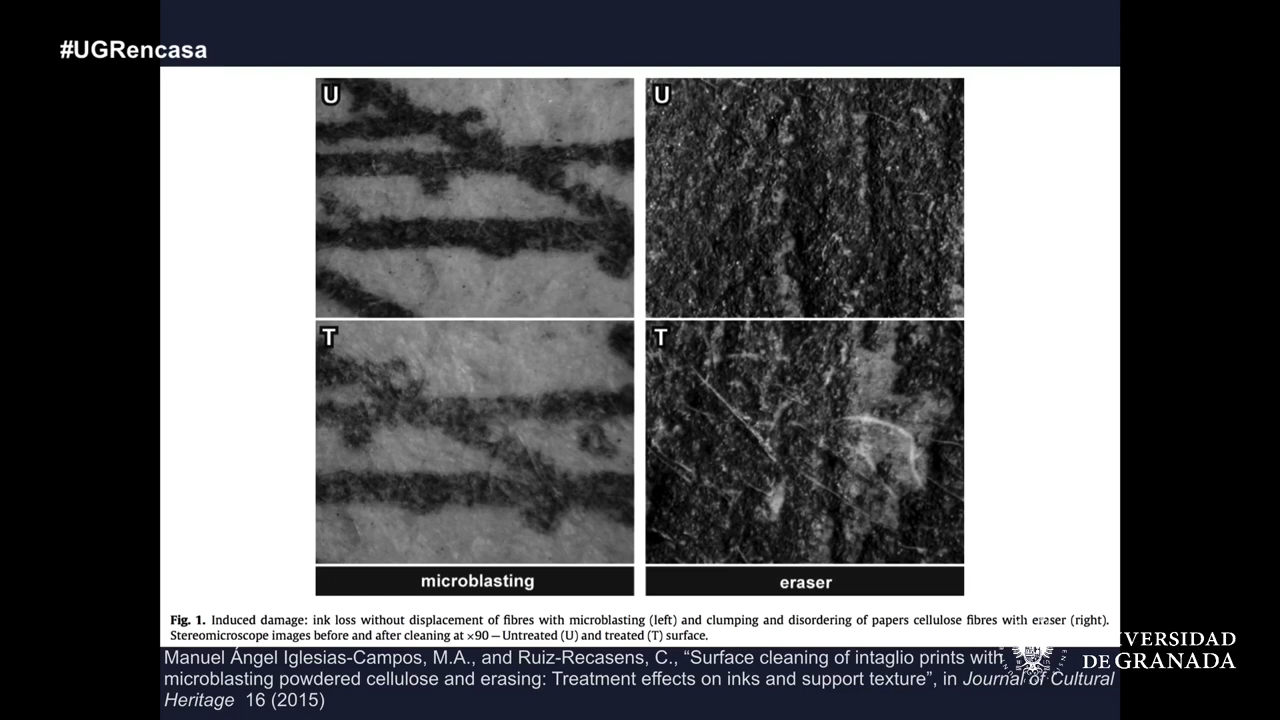 #UGRencasa
U
U
T
T
microblasting
eraser
Fig. 1. Induced damage: ink loss without displacement of fibres with microblasting (left) and clumping and disordering of papers cellulose fibres with eraser (right).
Stereomicroscope images before and after cleaning at ×90 – Untreated (U) and treated (T) surface.
Manuel Ángel Iglesias-Campos, M.A., and Ruiz-Recasens, C., “Surface cleaning of intaglio prints with
microblasting powdered cellulose and erasing: Treatment effects on inks and support texture”, in Journal of Cultural
Heritage 16 (2015)
DE GRANADA